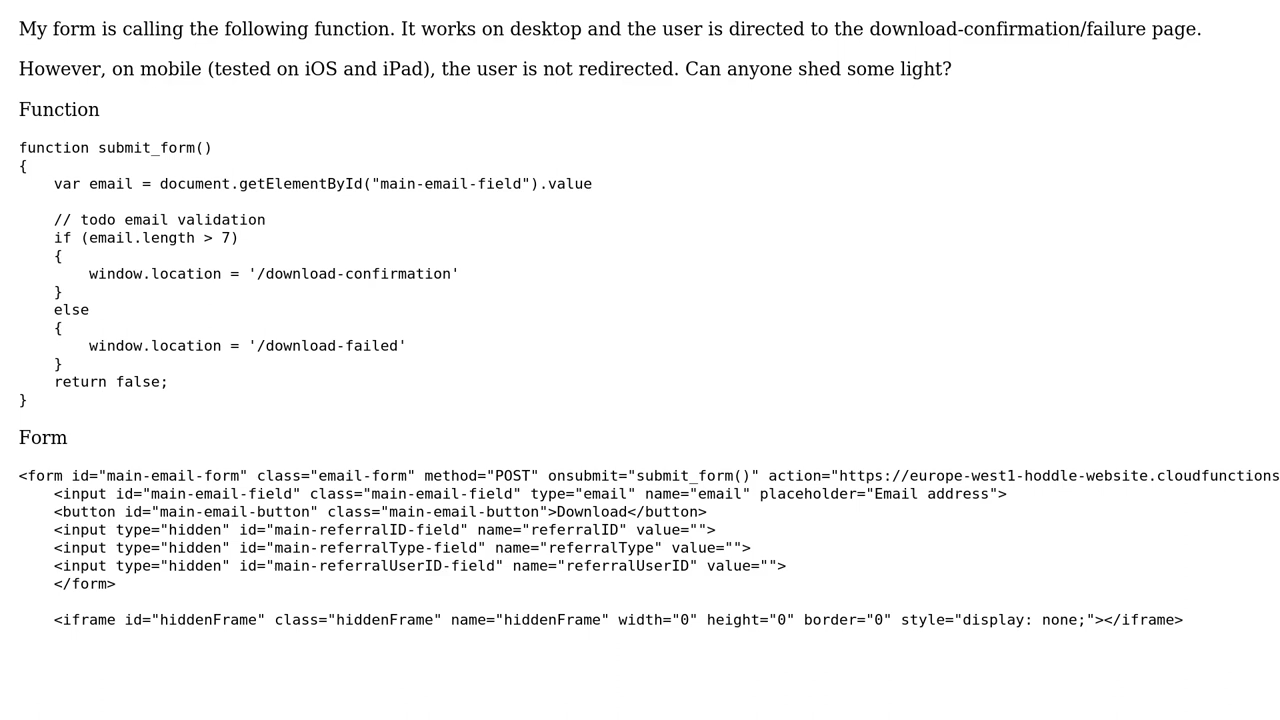 My form is calling the following function. It works on desktop and the user is directed to the download-confirmation/failure page.
However, on mobile (tested on iOS and iPad), the user is not redirected. Can anyone shed some light?
Function
function submit_form()
{
    var email = document.getElementById("main-email-field").value
    // todo email validation
    if (email.length > 7)
    {
        window.location = '/download-confirmation'
    }
    else
    {
        window.location = '/download-failed'
    }
    return false;
}
Form
<form id="main-email-form" class="email-form" method="POST" onsubmit="submit_form()" action="https://europe-west1-hoddle-website.cloudfunctions
    <input id="main-email-field" class="main-email-field" type="email" name="email" placeholder="Email address">
    <button id="main-email-button" class="main-email-button">Download</button>
    <input type="hidden" id="main-referralID-field" name="referralID" value="">
    <input type="hidden" id="main-referralType-field" name="referralType" value="">
    <input type="hidden" id="main-referralUserID-field" name="referralUserID" value="">
    </form>
    <iframe id="hiddenFrame" class="hiddenFrame" name="hiddenFrame" width="0" height="0" border="0" style="display: none;"></iframe>